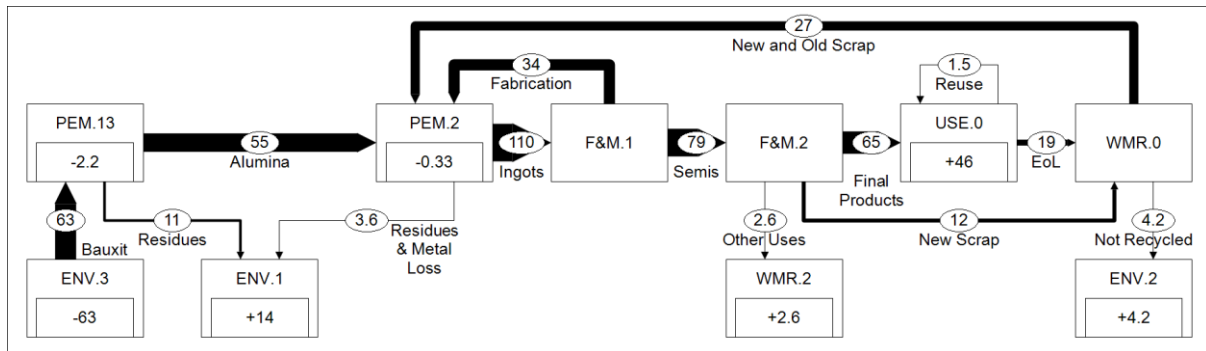 27
New and Old Scrap
34
Fabrication
1.5
Reuse
PEM.13
-2.2
55
Alumina
PEM.2
-0.33
110
Ingots
F&M.1
79
Semis
F&M.2
65
Final
Products
USE.0
+46
19
EoL
WMR.0
63
Bauxit
11
Residues
3.6
Residues
& Metal
Loss
2.6
Other Uses
12
New Scrap
4.2
Not Recycled
ENV.3
-63
ENV.1
+14
WMR.2
+2.6
ENV.2
+4.2